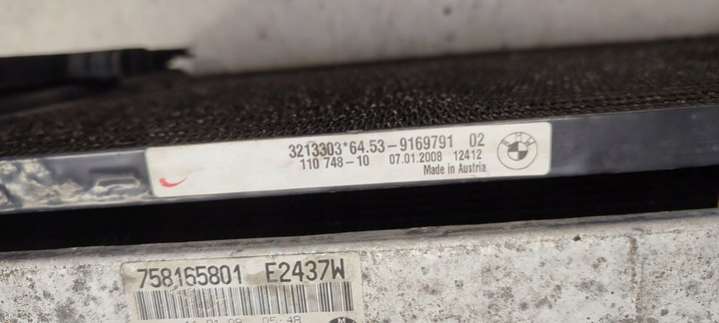 3213303*64.53-9169791 02
110 748-10 07.01.2008 12412
Made in Austria
758165801 E2437W